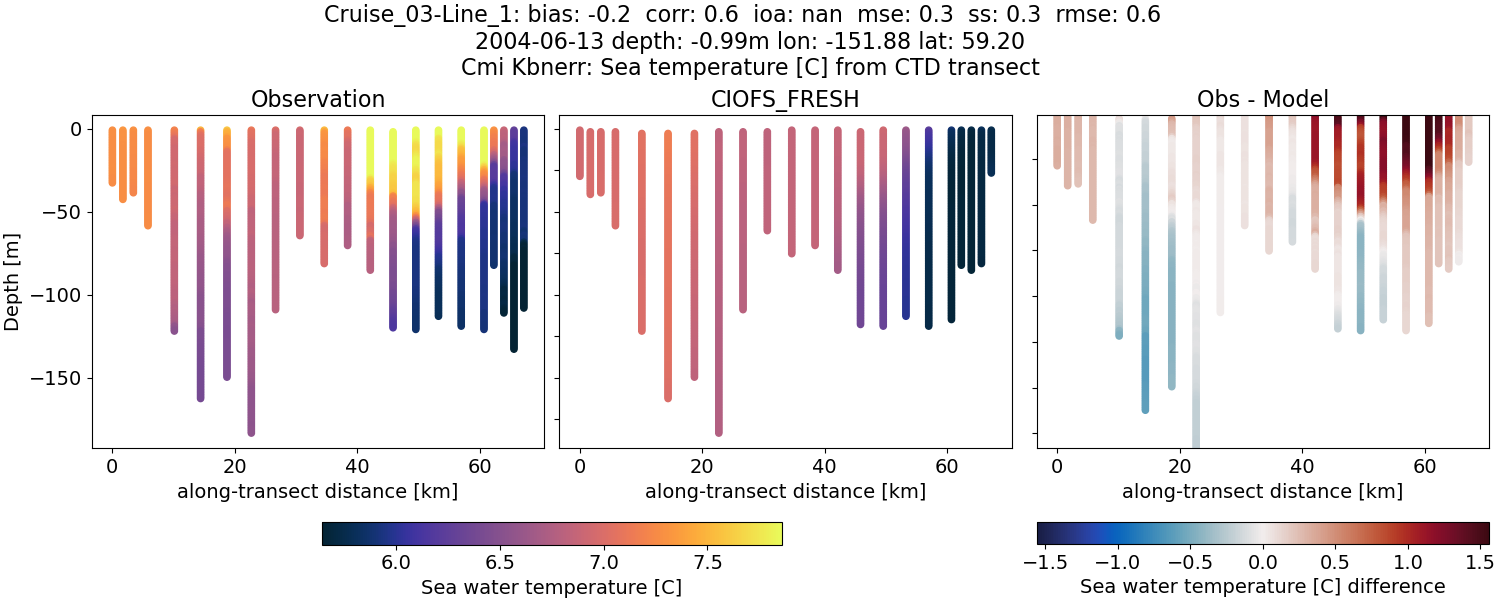 Cruise_03-Line_1: bias: -0.2  corr: 0.6  ioa: nan  mse: 0.3  ss: 0.3  rmse: 0.6
2004-06-13 depth: -0.99m lon: -151.88 lat: 59.20
Cmi Kbnerr: Sea temperature [C] from CTD transect
Observation
CIOFS_FRESH
Obs - Model
Depth [m]
0
−50
−100
−150
0 20 40 60
0 20 40 60
0 20 40 60
along-transect distance [km]
along-transect distance [km]
along-transect distance [km]
6.0 6.5 7.0 7.5
Sea water temperature [C]
−1.5 −1.0 −0.5 0.0 0.5 1.0 1.5
Sea water temperature [C] difference